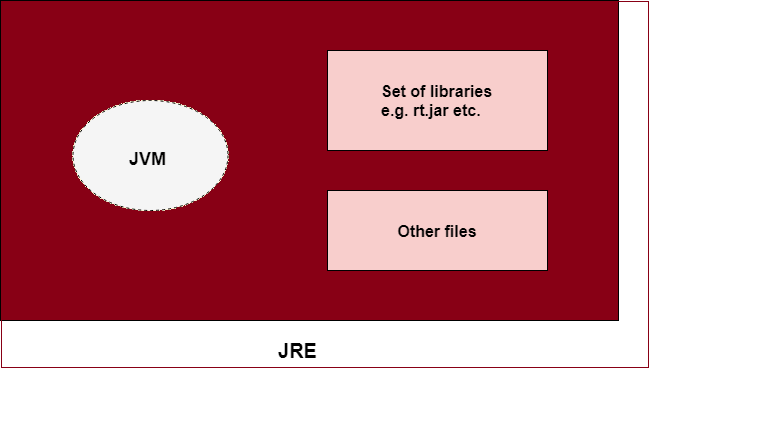 Set of libraries
e.g. rt.jar etc.
JVM
Other files
JRE